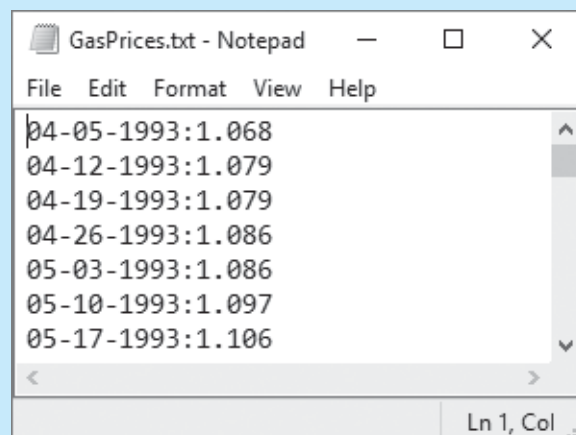 GasPrices.txt - Notepad
File Edit Format View Help
04-05-1993:1.068
04-12-1993:1.079
04-19-1993:1.079
04-26-1993:1.086
05-03-1993:1.086
05-10-1993:1.097
05-17-1993:1.106
Ln 1, Col